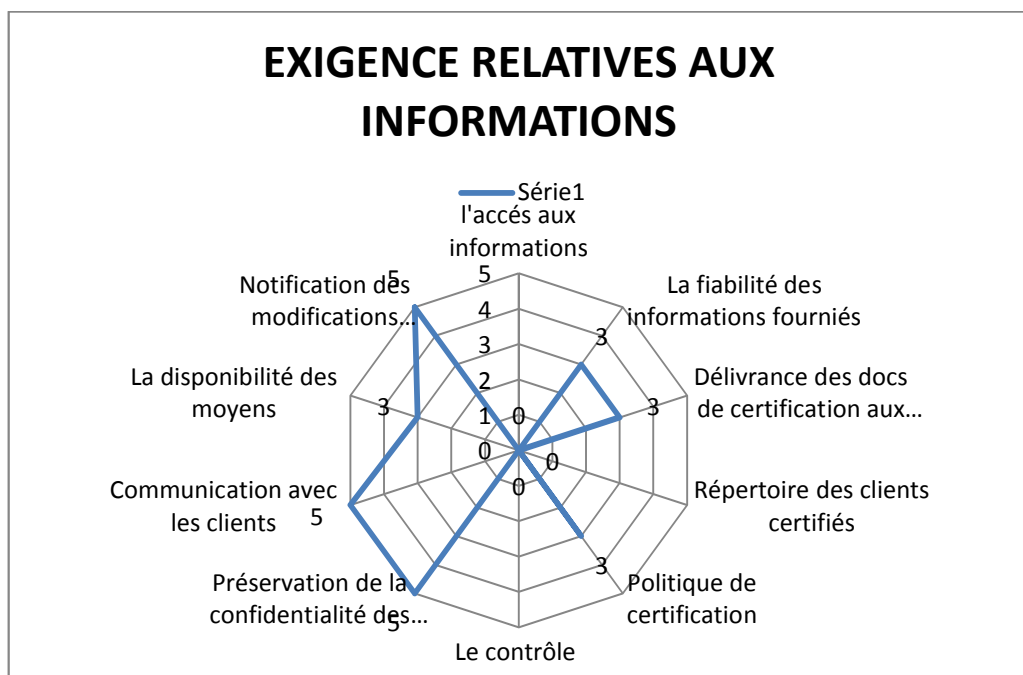 EXIGENCE RELATIVES AUX
INFORMATIONS
Série1
l'accés aux
informations
La fiabilité des
informations fourniés
Délivrance des docs
de certification aux...
Répertoire des clients
certifiés
Politique de
certification
Le contrôle
Préservation de la
confidentialité des...
Communication avec
les clients
La disponibilité des
moyens
Notification des
modifications...
5
4
3
2
1
0
0
3
3
0
3
0
5
5
3
5